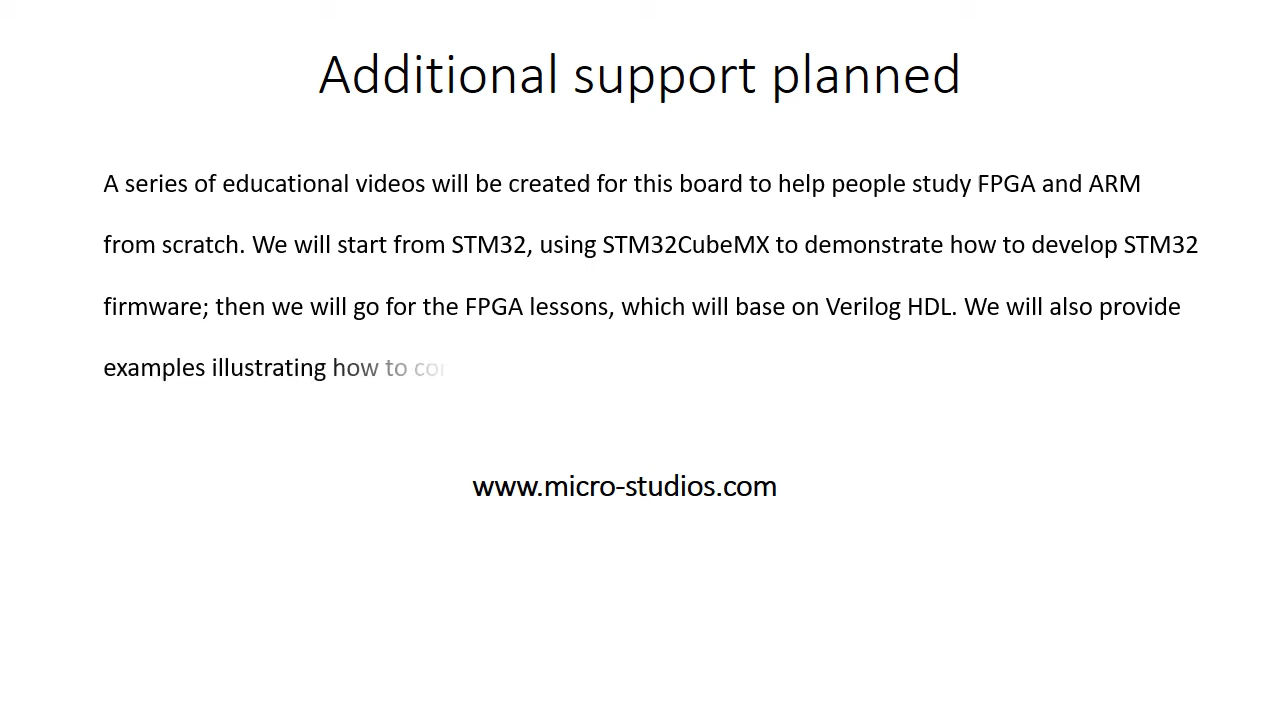 Additional support planned
A series of educational videos will be created for this board to help people study FPGA and ARM
from scratch. We will start from STM32, using STM32CubeMX to demonstrate how to develop STM32
firmware; then we will go for the FPGA lessons, which will base on Verilog HDL. We will also provide
examples illustrating how to
www.micro-studios.com